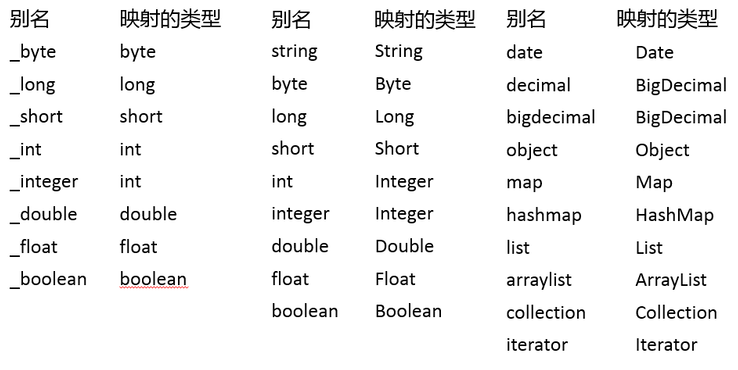 别名 映射的类型 别名 映射的类型 别名 映射的类型
_byte byte string String date Date
_long long byte Byte decimal BigDecimal
_short short long Long bigdecimal BigDecimal
_int int short Short object Object
_integer int int Integer map Map
_double double integer Integer hashmap HashMap
_float float double Double list List
_boolean boolean float Float arraylist ArrayList
boolean Boolean collection Collection
iterator Iterator